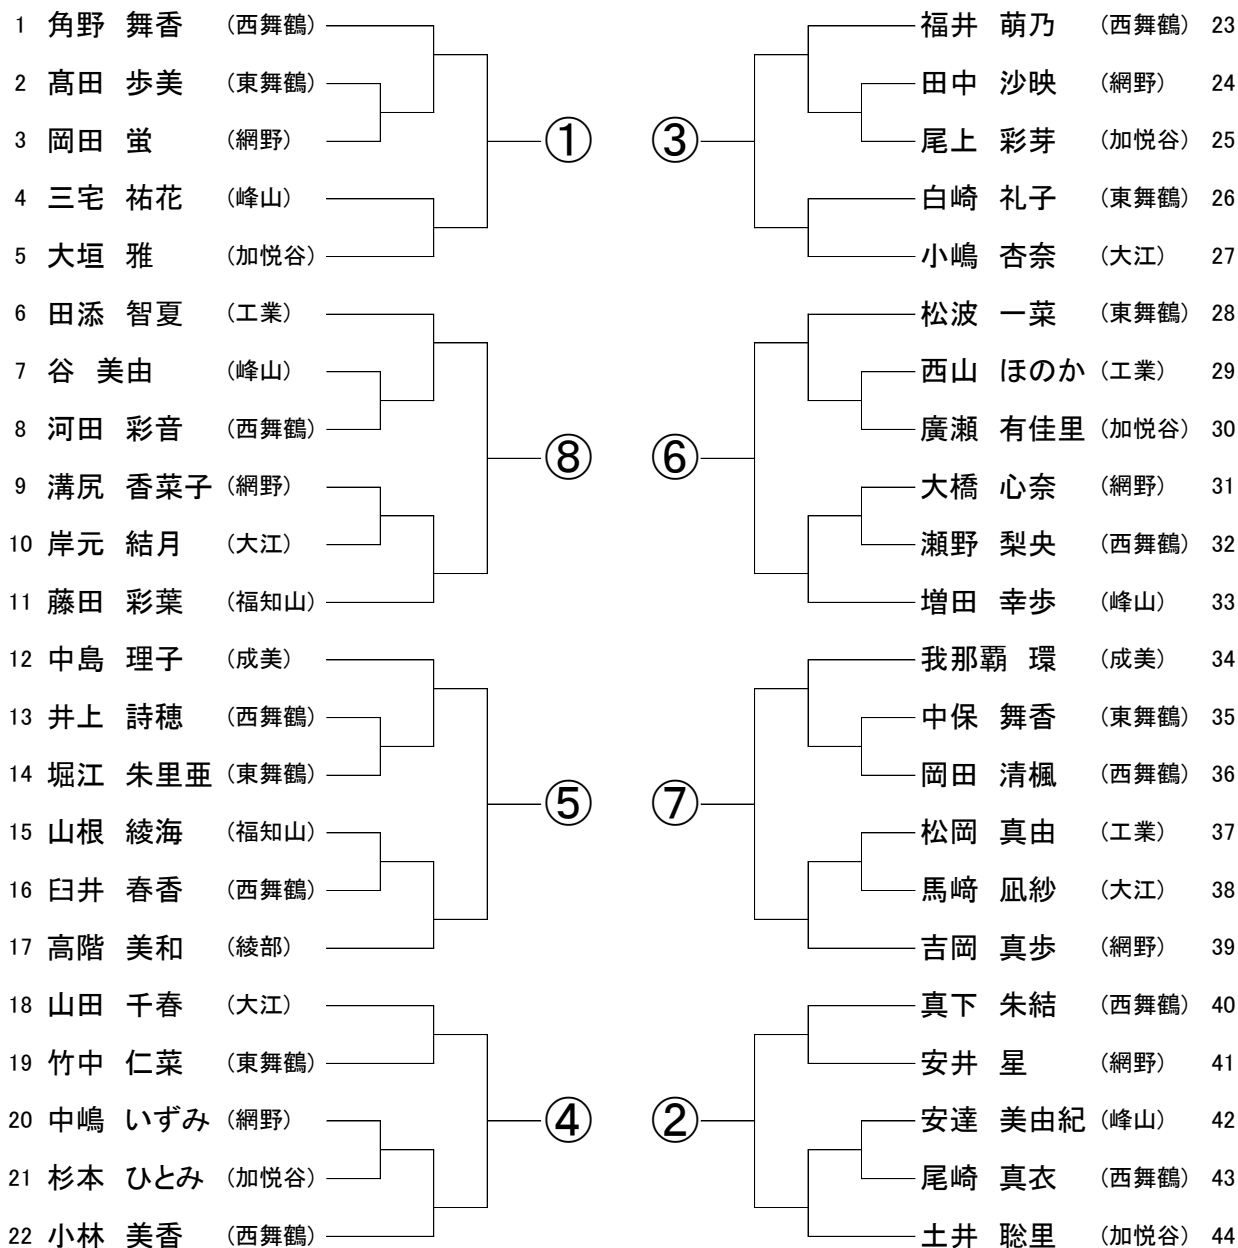 1 角野 舞香 (西舞鶴)
2 髙田 歩美 (東舞鶴)
3 岡田 蛍 (網野)
①
4 三宅 祐花 (峰山)
5 大垣 雅 (加悦谷)
6 田添 智夏 (工業)
7 谷 美由 (峰山)
8 河田 彩音 (西舞鶴)
⑧
9 溝尻 香菜子 (網野)
10 岸元 結月 (大江)
11 藤田 彩葉 (福知山)
12 中島 理子 (成美)
13 井上 詩穂 (西舞鶴)
14 堀江 朱里亜 (東舞鶴)
⑤
15 山根 綾海 (福知山)
16 臼井 春香 (西舞鶴)
17 高階 美和 (綾部)
18 山田 千春 (大江)
19 竹中 仁菜 (東舞鶴)
20 中嶋 いずみ (網野)
④
21 杉本 ひとみ (加悦谷)
22 小林 美香 (西舞鶴)
福井 萌乃 (西舞鶴) 23
田中 沙映 (網野) 24
尾上 彩芽 (加悦谷) 25
③
白崎 礼子 (東舞鶴) 26
小嶋 杏奈 (大江) 27
松波 一菜 (東舞鶴) 28
西山 ほのか (工業) 29
廣瀬 有佳里 (加悦谷) 30
⑥
大橋 心奈 (網野) 31
瀬野 梨央 (西舞鶴) 32
増田 幸歩 (峰山) 33
我那覇 環 (成美) 34
中保 舞香 (東舞鶴) 35
岡田 清楓 (西舞鶴) 36
⑦
松岡 真由 (工業) 37
馬﨑 凪紗 (大江) 38
吉岡 真歩 (網野) 39
真下 朱結 (西舞鶴) 40
安井 星 (網野) 41
②
安達 美由紀 (峰山) 42
尾崎 真衣 (西舞鶴) 43
土井 聡里 (加悦谷) 44